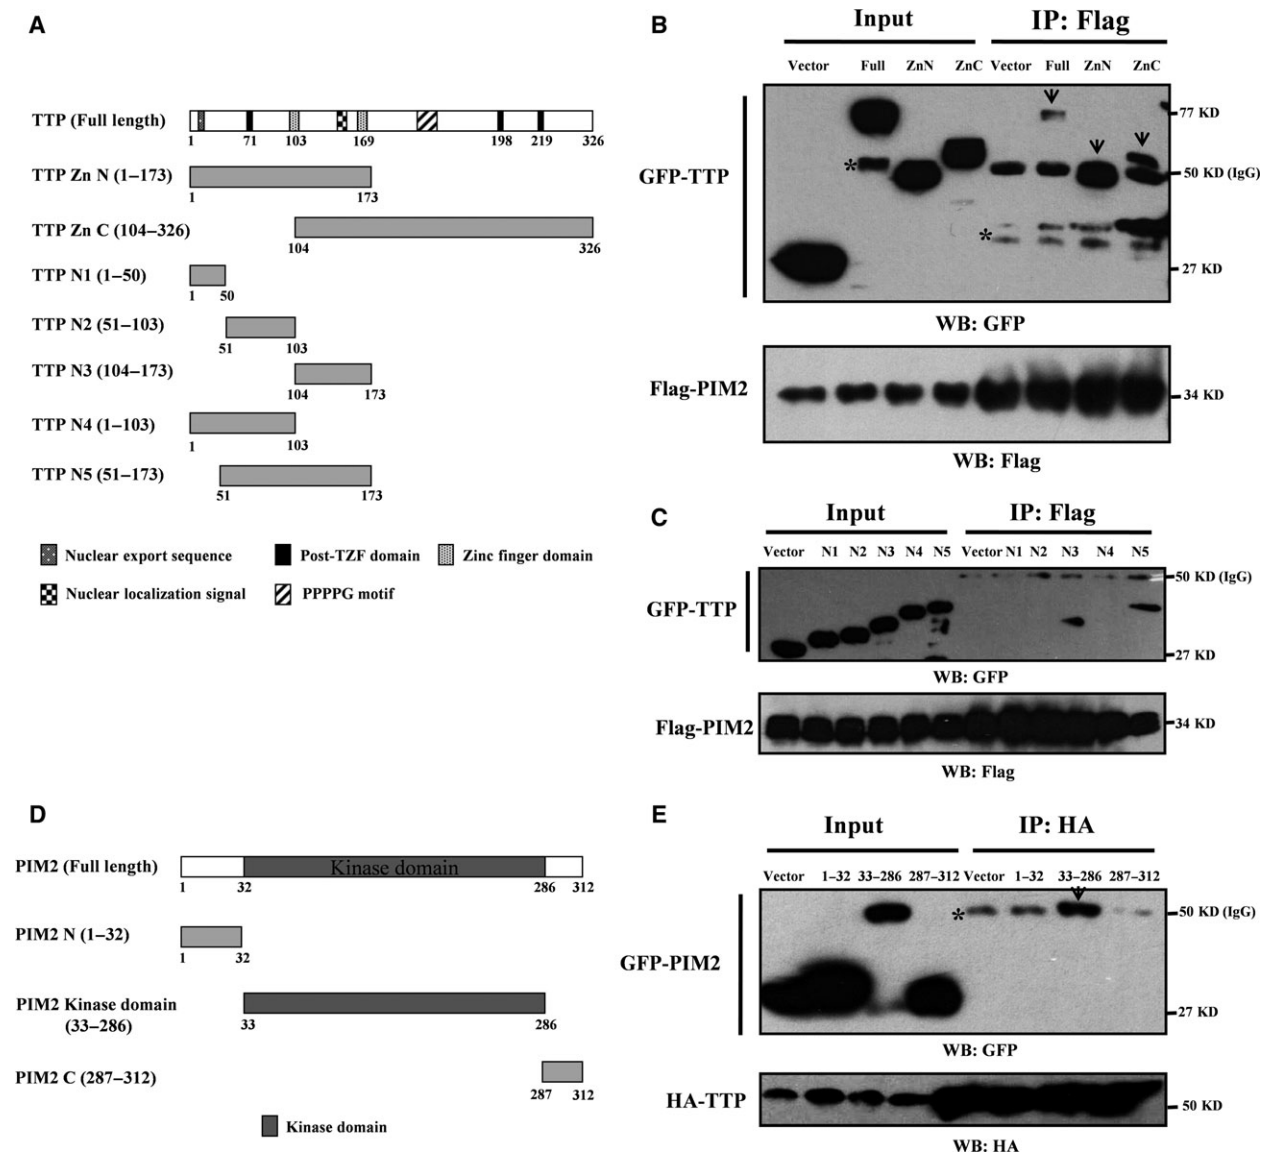 A
TTP (Full length)
1 71 103 169 198 219 326
TTP Zn N (1–173)
1 173
TTP Zn C (104–326)
104 326
TTP N1 (1–50)
1 50
TTP N2 (51–103)
51 103
TTP N3 (104–173)
104 173
TTP N4 (1–103)
1 103
TTP N5 (51–173)
51 173
Nuclear export sequence
Post-TZF domain
Zinc finger domain
Nuclear localization signal
PPPPG motif
B
Input IP: Flag
Vector Full ZnN ZnC Vector Full ZnN ZnC
77 KD
*
GFP-TTP
50 KD (IgG)
*
27 KD
WB: GFP
Flag-PIM2
34 KD
WB: Flag
C
Input IP: Flag
Vector N1 N2 N3 N4 N5 Vector N1 N2 N3 N4 N5
50 KD (IgG)
GFP-TTP
27 KD
WB: GFP
Flag-PIM2
34 KD
WB: Flag
D
PIM2 (Full length)
Kinase domain
1 32 286 312
PIM2 N (1–32)
1 32
PIM2 Kinase domain
(33–286)
33 286
PIM2 C (287–312)
287 312
Kinase domain
E
Input IP: HA
Vector 1–32 33–286 287–312 Vector 1–32 33–286 287–312
*
50 KD (IgG)
GFP-PIM2
27 KD
WB: GFP
HA-TTP
50 KD
WB: HA